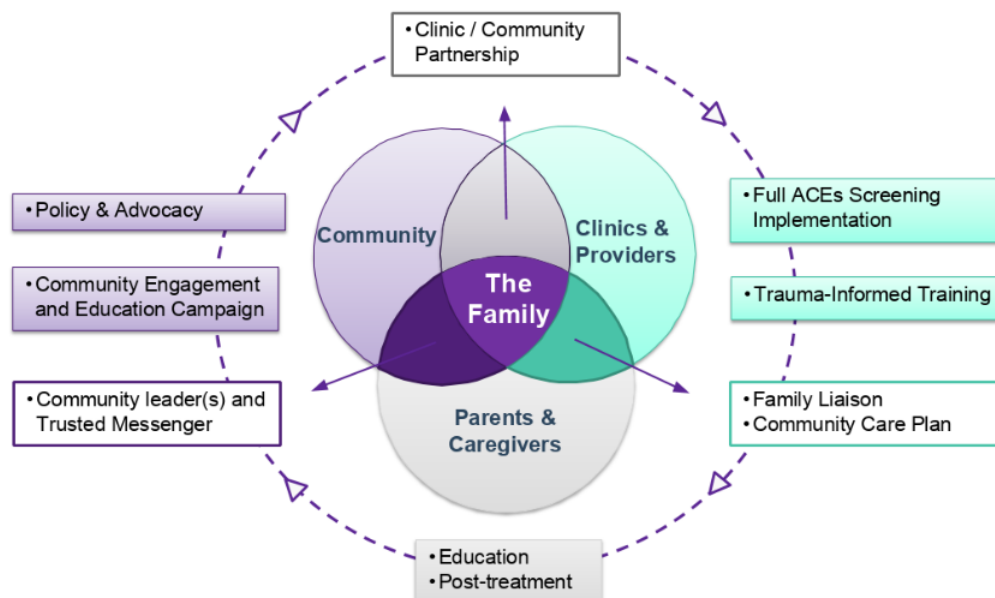 • Clinic / Community
Partnership
• Policy & Advocacy
• Community Engagement
and Education Campaign
• Community leader(s) and
Trusted Messenger
Community
Clinics &
Providers
The
Family
Parents &
Caregivers
• Full ACEs Screening
Implementation
• Trauma-Informed Training
• Family Liaison
• Community Care Plan
• Education
• Post-treatment